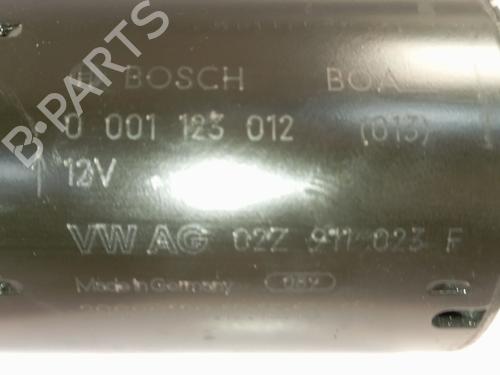 B-PARTS
BOSCH BOA
0 001 123 012 (013)
12V
VW AG 02Z 911 023 F
Made in Germany